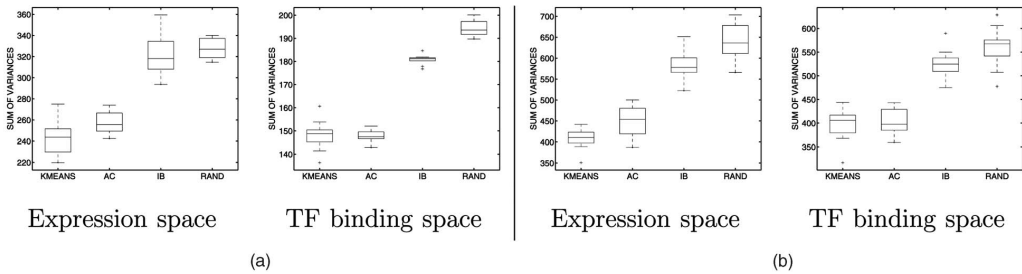 SUM OF VARIANCES
360
340
320
300
280
260
240
220
KMEANS AC IB RAND
Expression space
200
190
SUM OF VARIANCES
180
170
160
150
140
KMEANS AC IB RAND
TF binding space
(a)
700
650
SUM OF VARIANCES
600
550
500
450
400
350
KMEANS AC IB RAND
Expression space
600
SUM OF VARIANCES
550
500
450
400
350
KMEANS AC IB RAND
TF binding space
(b)